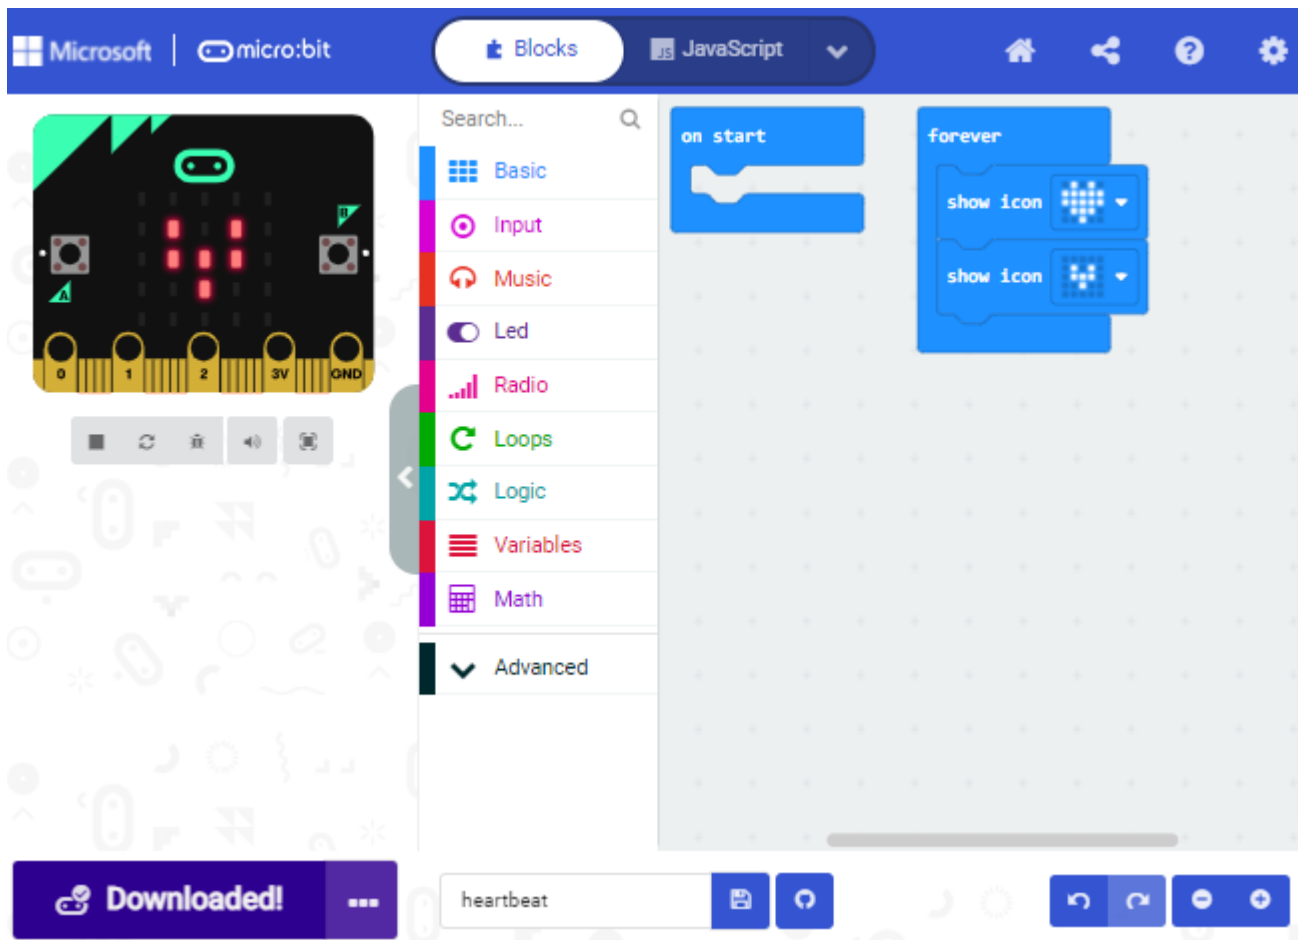 Microsoft micro:bit Blocks JS JavaScript
Search...
on start
forever
Basic
show icon
Input
Music
show icon
Led
Radio
Loops
Logic
Variables
Math
Advanced
B
A
0 1 2 3V GND
Downloaded!
heartbeat